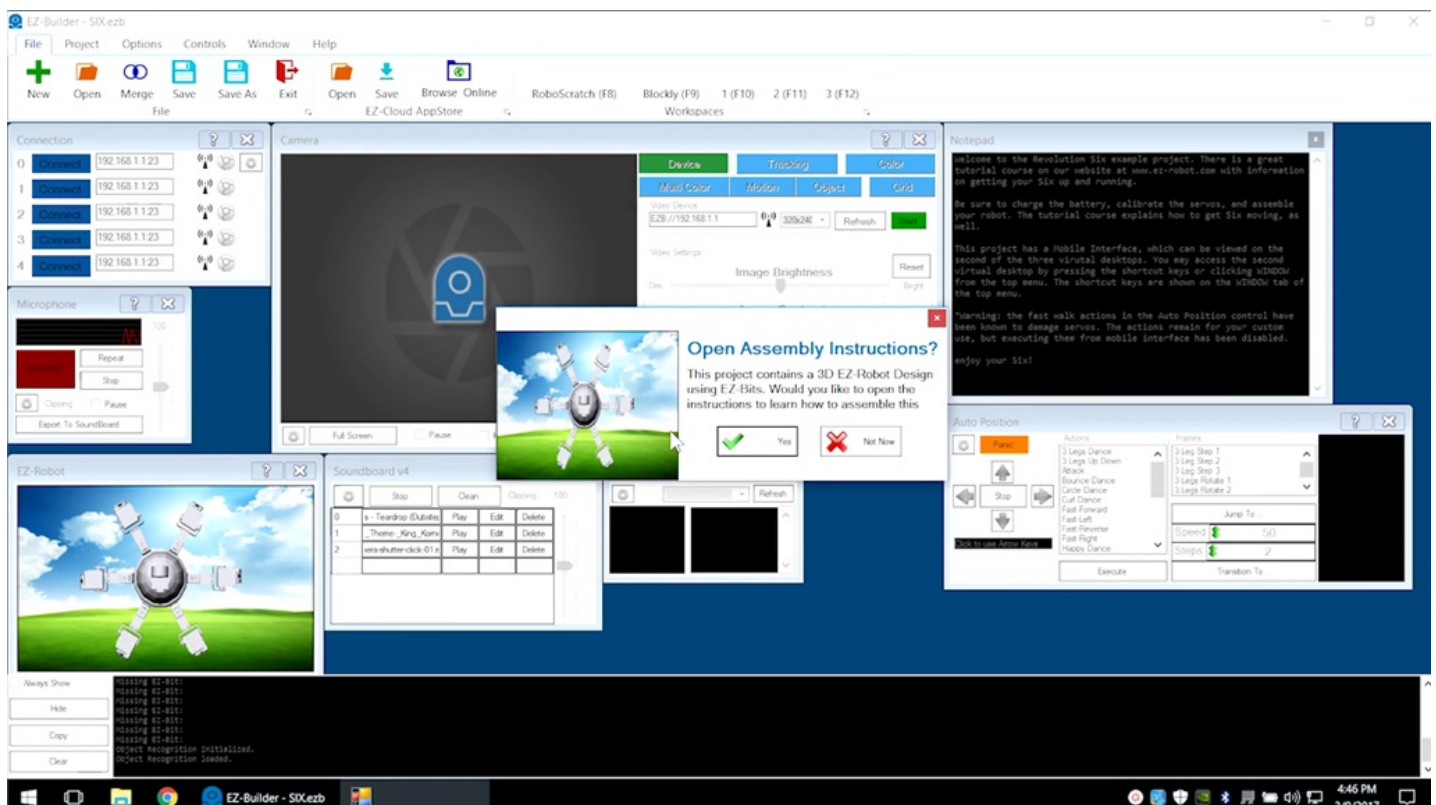 EZ-Builder - SIX.ezb
File Project Options Controls Window Help
New Open Merge Save Save As Exit Open Save Browse Online RoboScratch (F8) Blockly (F9) 1 (F10) 2 (F11) 3 (F12)
File EZ-Cloud AppStore Workspaces
Connection
0 Connect 192.168.1.1:23
1 Connect 192.168.1.1:23
2 Connect 192.168.1.1:23
3 Connect 192.168.1.1:23
4 Connect 192.168.1.1:23
Camera
Device Tracking Color
Multi Color Motion Object Grid
Video Device
EZB://192.168.1.1 320x240 Refresh Start
Video Settings
Image Brightness Reset
Dim Bright
Full Screen Pause
Notepad
Welcome to the Revolution Six example project. There is a great
tutorial course on our website at www.ez-robot.com with information
on getting your Six up and running.
Be sure to charge the battery, calibrate the servos, and assemble
your robot. The tutorial course explains how to get Six moving, as
well.
This project has a Mobile Interface, which can be viewed on the
second of the three virutal desktops. You may access the second
virtual desktop by pressing the shortcut keys or clicking WINDOW
from the top menu. The shortcut keys are shown on the WINDOW tab of
the top menu.
*Warning: the fast walk actions in the Auto Position control have
been known to damage servos. The actions remain for your custom
use, but executing them from mobile interface has been disabled.
enjoy your Six!
Microphone
100
Repeat
Stop
Clipping Pause
Export To SoundBoard
Open Assembly Instructions?
This project contains a 3D EZ-Robot Design
using EZ-Bits. Would you like to open the
instructions to learn how to assemble this
Yes Not Now
EZ-Robot
Soundboard v4
Stop Clean Clipping 100
0 s - Teardrop (Dubste Play Edit Delete
1 _Theme_-King_Kom Play Edit Delete
2 era-shutter-click-01 Play Edit Delete
Refresh
Auto Position
Panic
Stop
Click to use Arrow Keys
Actions
3 Legs Dance
3 Legs Up Down
Attack
Bounce Dance
Circle Dance
Curl Dance
Fast Forward
Fast Left
Fast Reverse
Fast Right
Happy Dance
Execute
Frames
3 Leg Step 1
3 Leg Step 2
3 Leg Step 3
3 Legs Rotate 1
3 Legs Rotate 2
Jump To ..
Speed 50
Steps 2
Transition To ..
Always Show
Hide
Copy
Clear
Missing EZ-Bit:
Missing EZ-Bit:
Missing EZ-Bit:
Missing EZ-Bit:
Missing EZ-Bit:
Missing EZ-Bit:
Missing EZ-Bit:
Object Recognition Initialized.
Object Recognition loaded.
EZ-Builder - SIX.ezb
4:46 PM